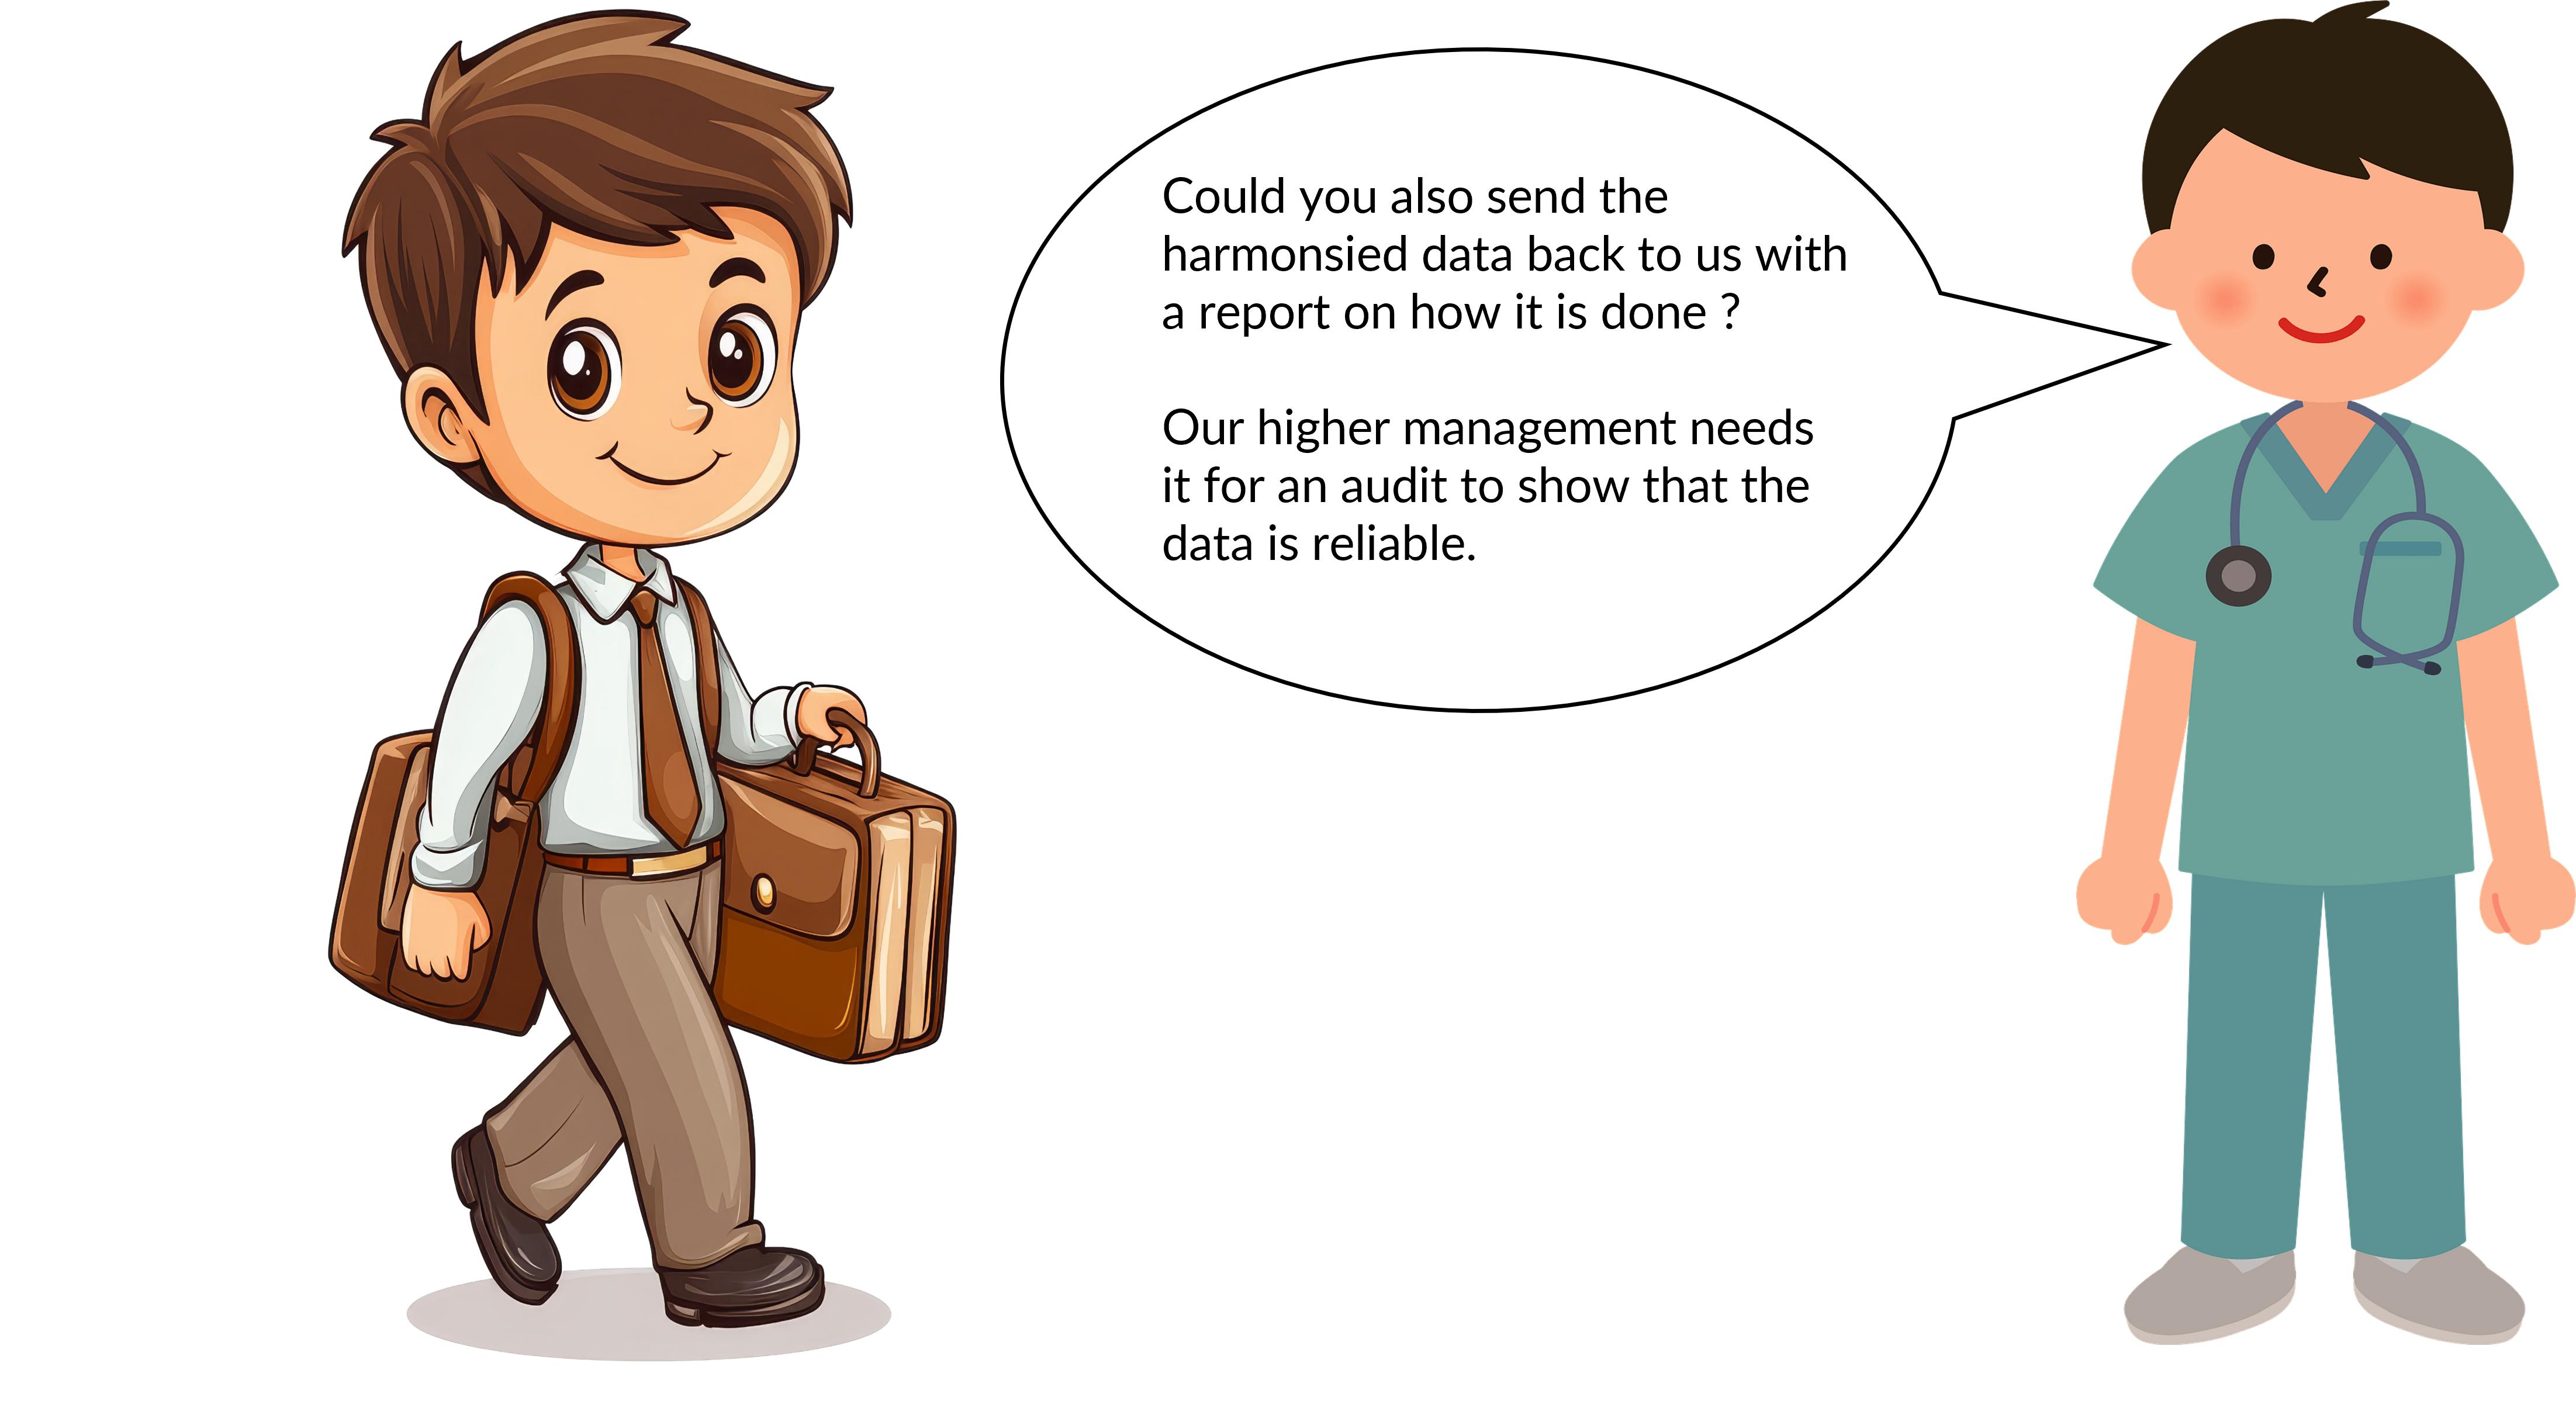 Could you also send the
harmonsied data back to us with
a report on how it is done ?
Our higher management needs
it for an audit to show that the
data is reliable.